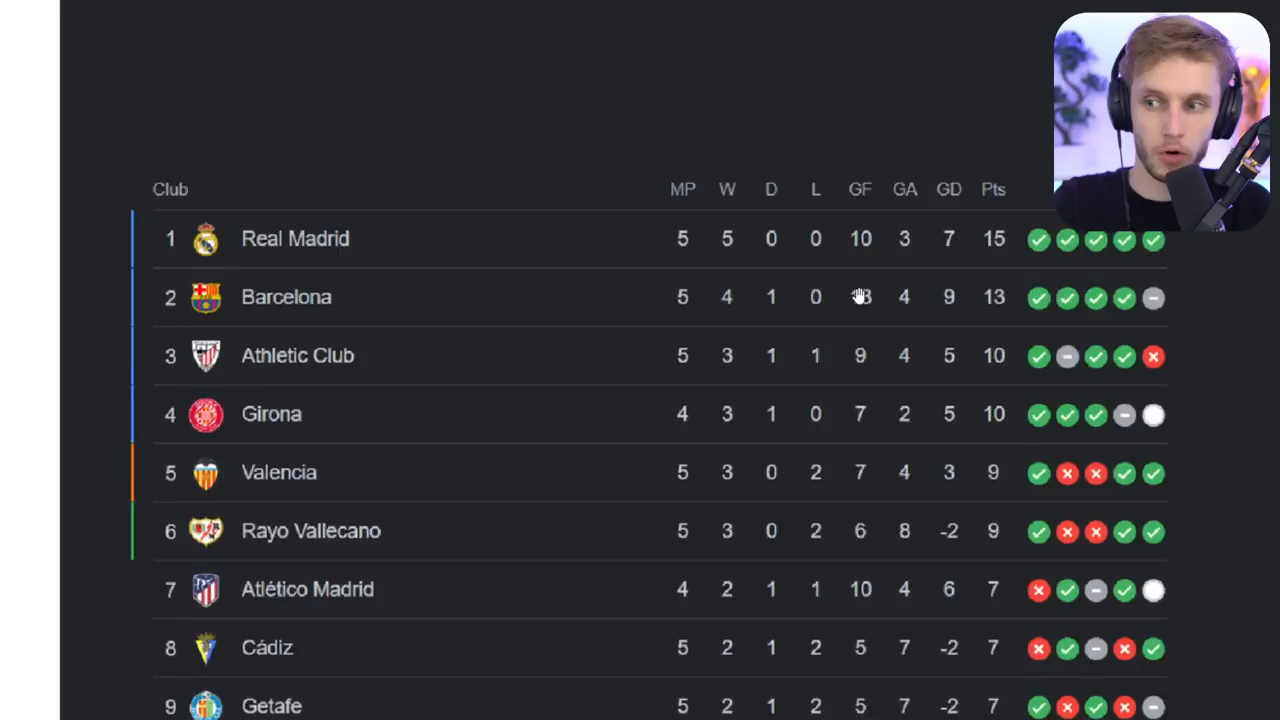 Club MP W D L GF GA GD Pts
1 Real Madrid 5 5 0 0 10 3 7 15
2 Barcelona 5 4 1 0 4 9 13
3 Athletic Club 5 3 1 1 9 4 5 10
4 Girona 4 3 1 0 7 2 5 10
5 Valencia 5 3 0 2 7 4 3 9
6 Rayo Vallecano 5 3 0 2 6 8 -2 9
7 Atlético Madrid 4 2 1 1 10 4 6 7
8 Cádiz 5 2 1 2 5 7 -2 7
9 Getafe 5 2 1 2 5 7 -2 7